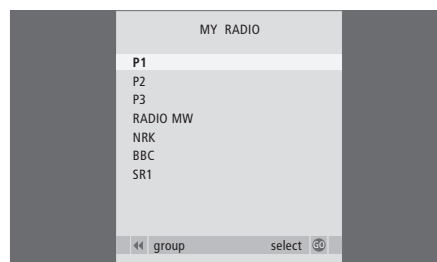 MY RADIO
P1
P2
P3
RADIO MW
NRK
BBC
SR1
group select GO